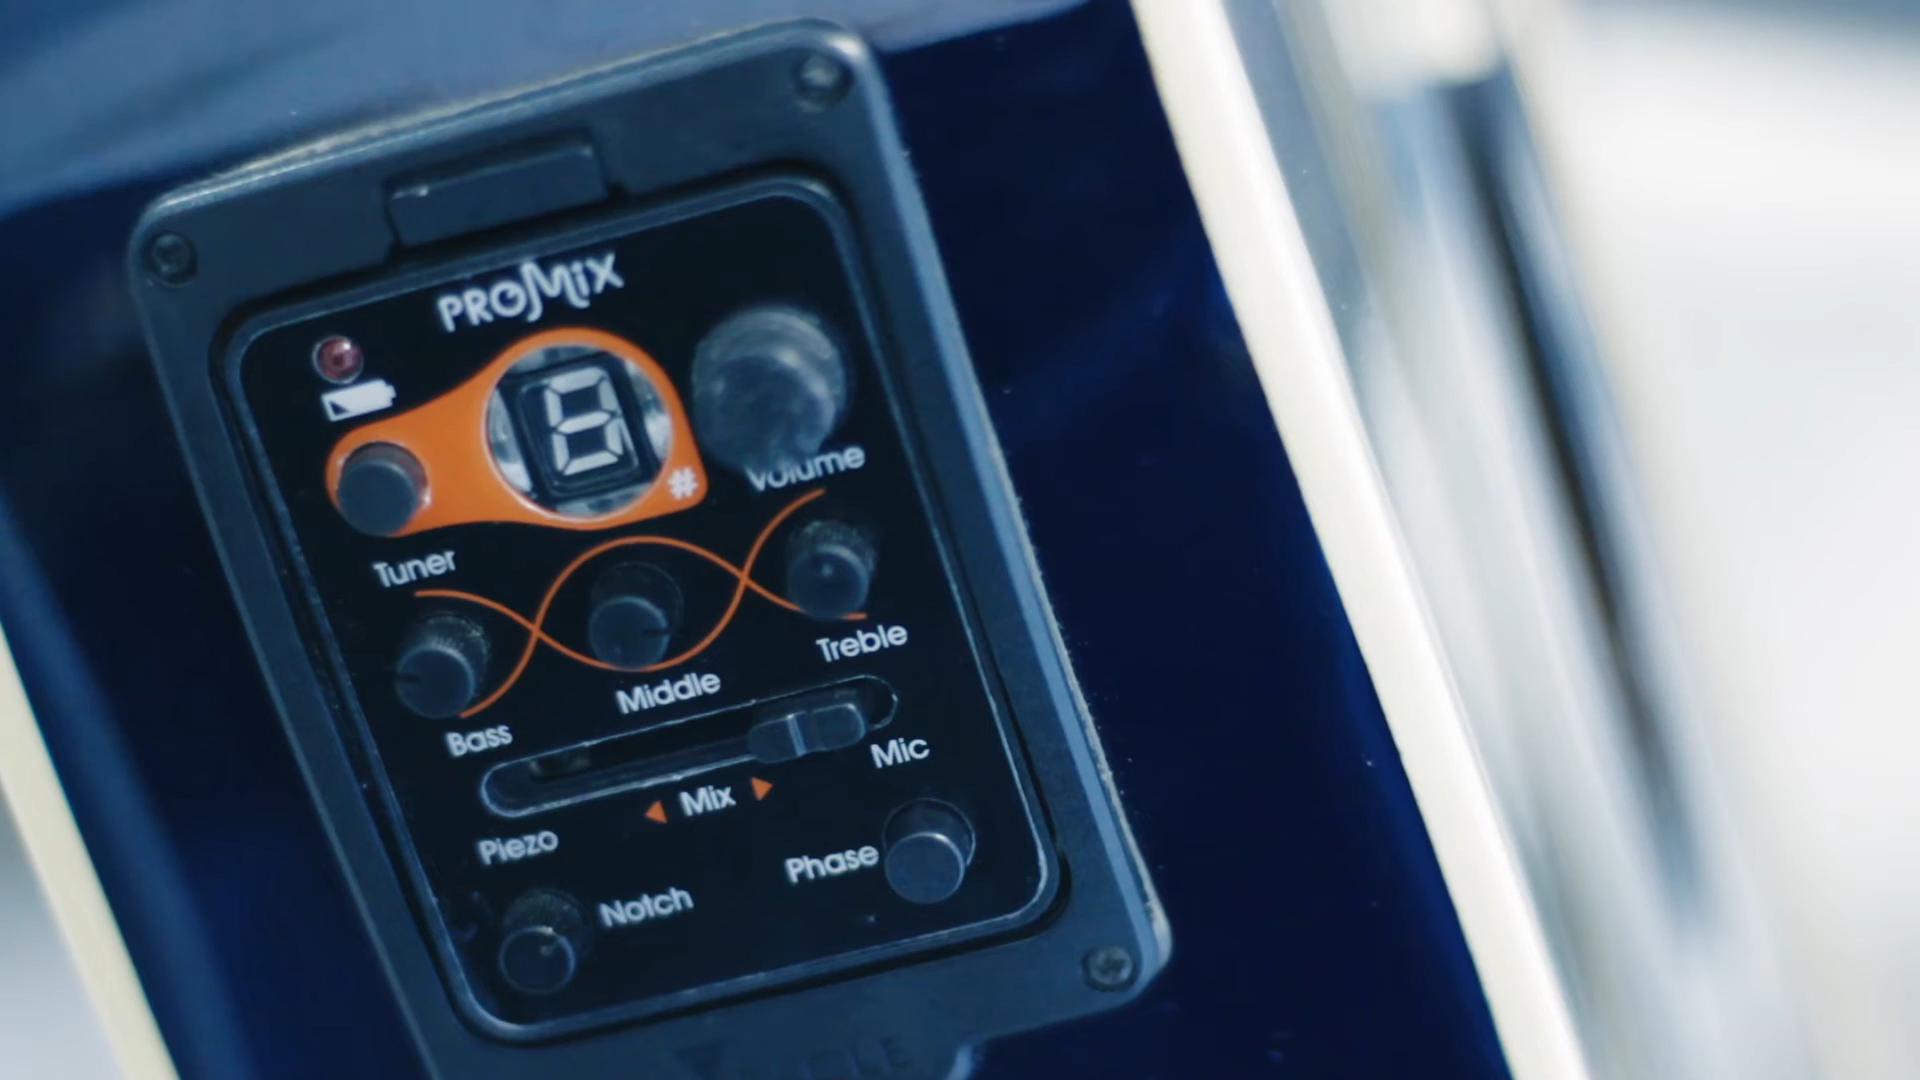 PROMiX
8
#
Volume
Tuner
Treble
Middle
Bass
Mic
Mix
Piezo
Phase
Notch